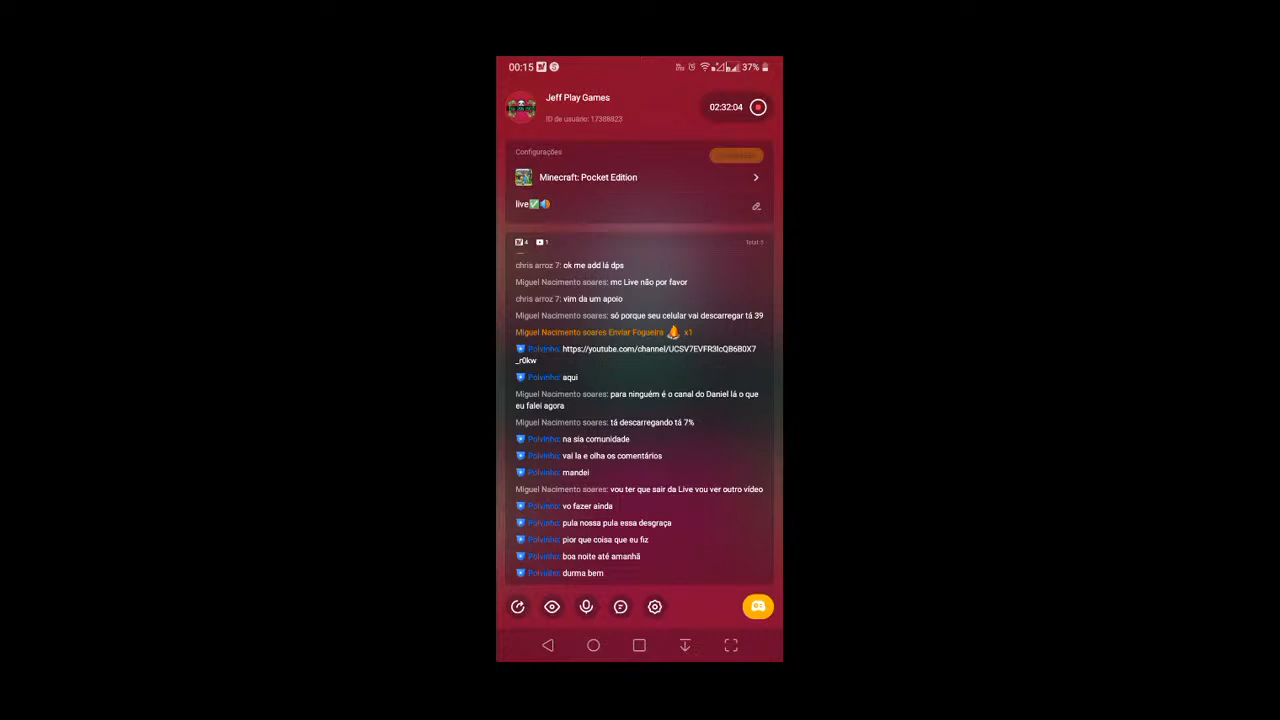 00:15
37%
Jeff Play Games
02:32:04
ID de usuário: 17388823
Configurações
Minecraft: Pocket Edition
live
4
1
chris arroz 7: ok me add lá dps
Miguel Nacimento soares: mc Live não por favor
chris arroz 7: vim da um apoio
Miguel Nacimento soares: só porque seu celular vai descarregar tá 39
Miguel Nacimento soares Enviar Fogueira x1
Polvinho: https://youtube.com/channel/UCSV7EVFR3lcQB6B0X7
_r0kw
Polvinho: aqui
Miguel Nacimento soares: para ninguém é o canal do Daniel lá o que
eu falei agora
Miguel Nacimento soares: tá descarregando tá 7%
Polvinho: na sia comunidade
Polvinho: vai la e olha os comentários
Polvinho: mandei
Miguel Nacimento soares: vou ter que sair da Live vou ver outro vídeo
Polvinho: vo fazer ainda
Polvinho: pula nossa pula essa desgraça
Polvinho: pior que coisa que eu fiz
Polvinho: boa noite até amanhã
Polvinho: durma bem